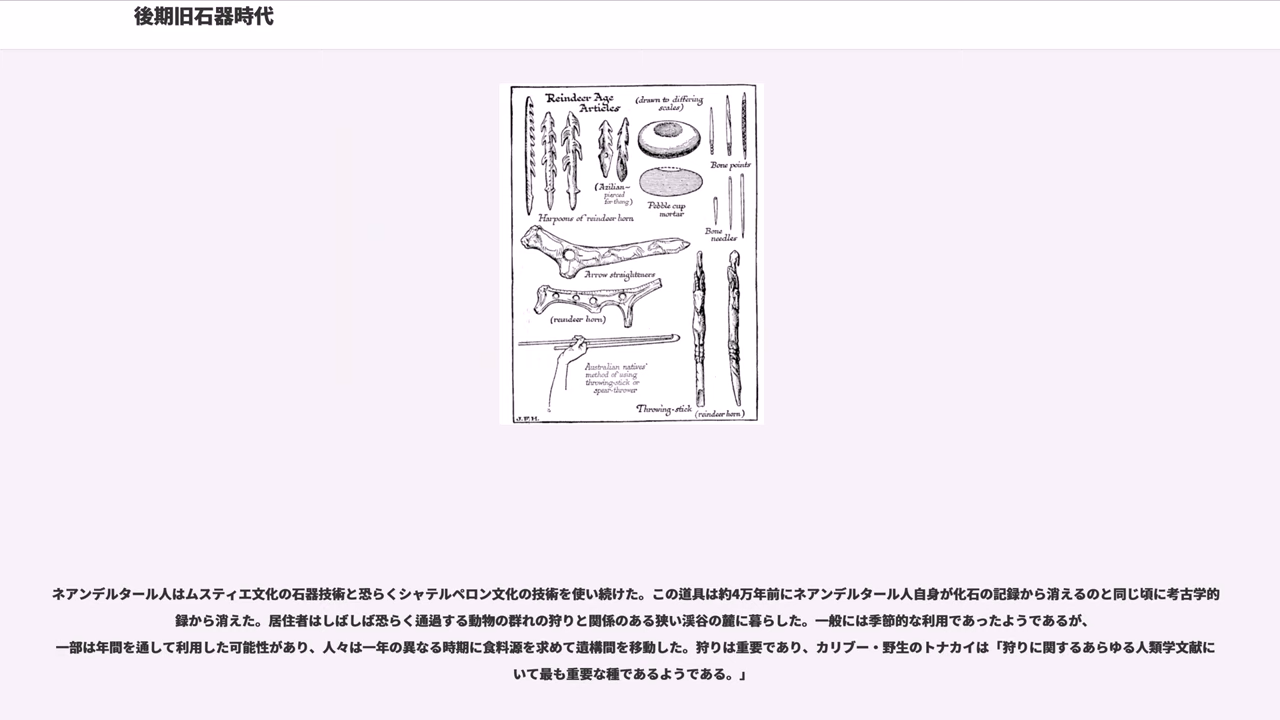 後期旧石器時代
Reindeer Age
Articles
(drawn to differing
scales)
Bone points
(Azilian~
pierced
for thong)
Pebble cup
mortar
Harpoons of reindeer horn
Bone
needles
Arrow straighteners
(reindeer horn)
Australian natives'
method of using
throwing-stick or
spear-thrower
Throwing-stick (reindeer horn)
J.F.H.
ネアンデルタール人はムスティエ文化の石器技術と恐らくシャテルペロン文化の技術を使い続けた。この道具は約4万年前にネアンデルタール人自身が化石の記録から消えるのと同じ頃に考古学的
録から消えた。居住者はしばしば恐らく通過する動物の群れの狩りと関係のある狭い渓谷の麓に暮らした。一般には季節的な利用であったようであるが、
一部は年間を通して利用した可能性があり、人々は一年の異なる時期に食料源を求めて遺構間を移動した。狩りは重要であり、カリブー・野生のトナカイは「狩りに関するあらゆる人類学文献に
いて最も重要な種であるようである。」